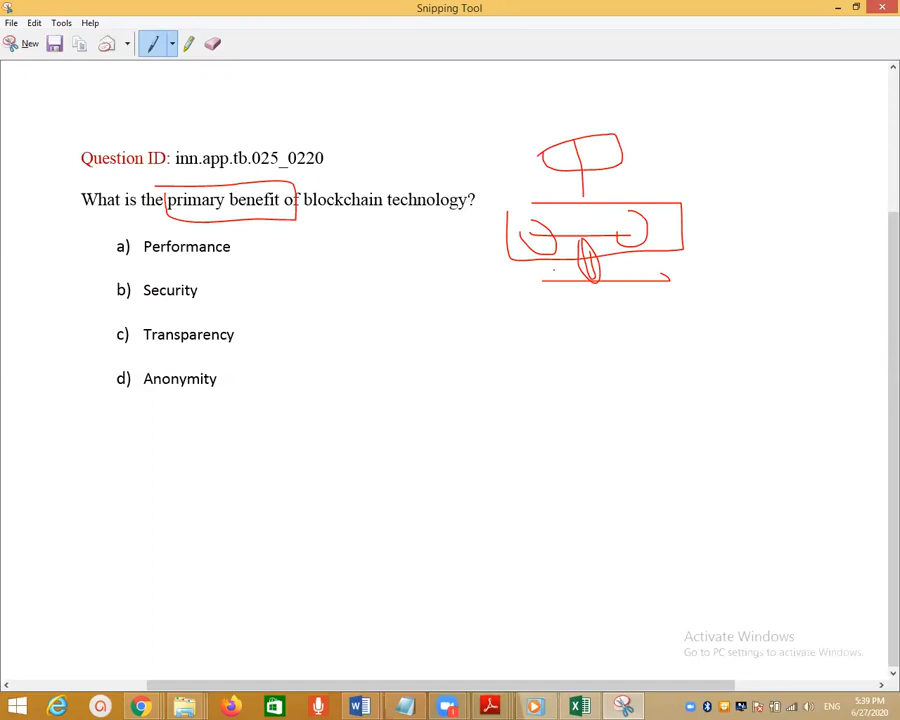 Snipping Tool
File Edit Tools Help
New
Question ID: inn.app.tb.025_0220
What is the primary benefit of blockchain technology?
a) Performance
b) Security
c) Transparency
d) Anonymity
Activate Windows
Go to PC settings to activate Windows.
ENG
5:39 PM
6/27/2020